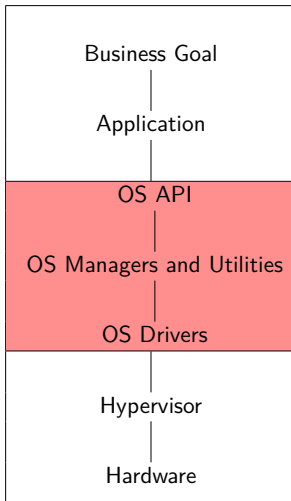 Business Goal
Application
OS API
OS Managers and Utilities
OS Drivers
Hypervisor
Hardware